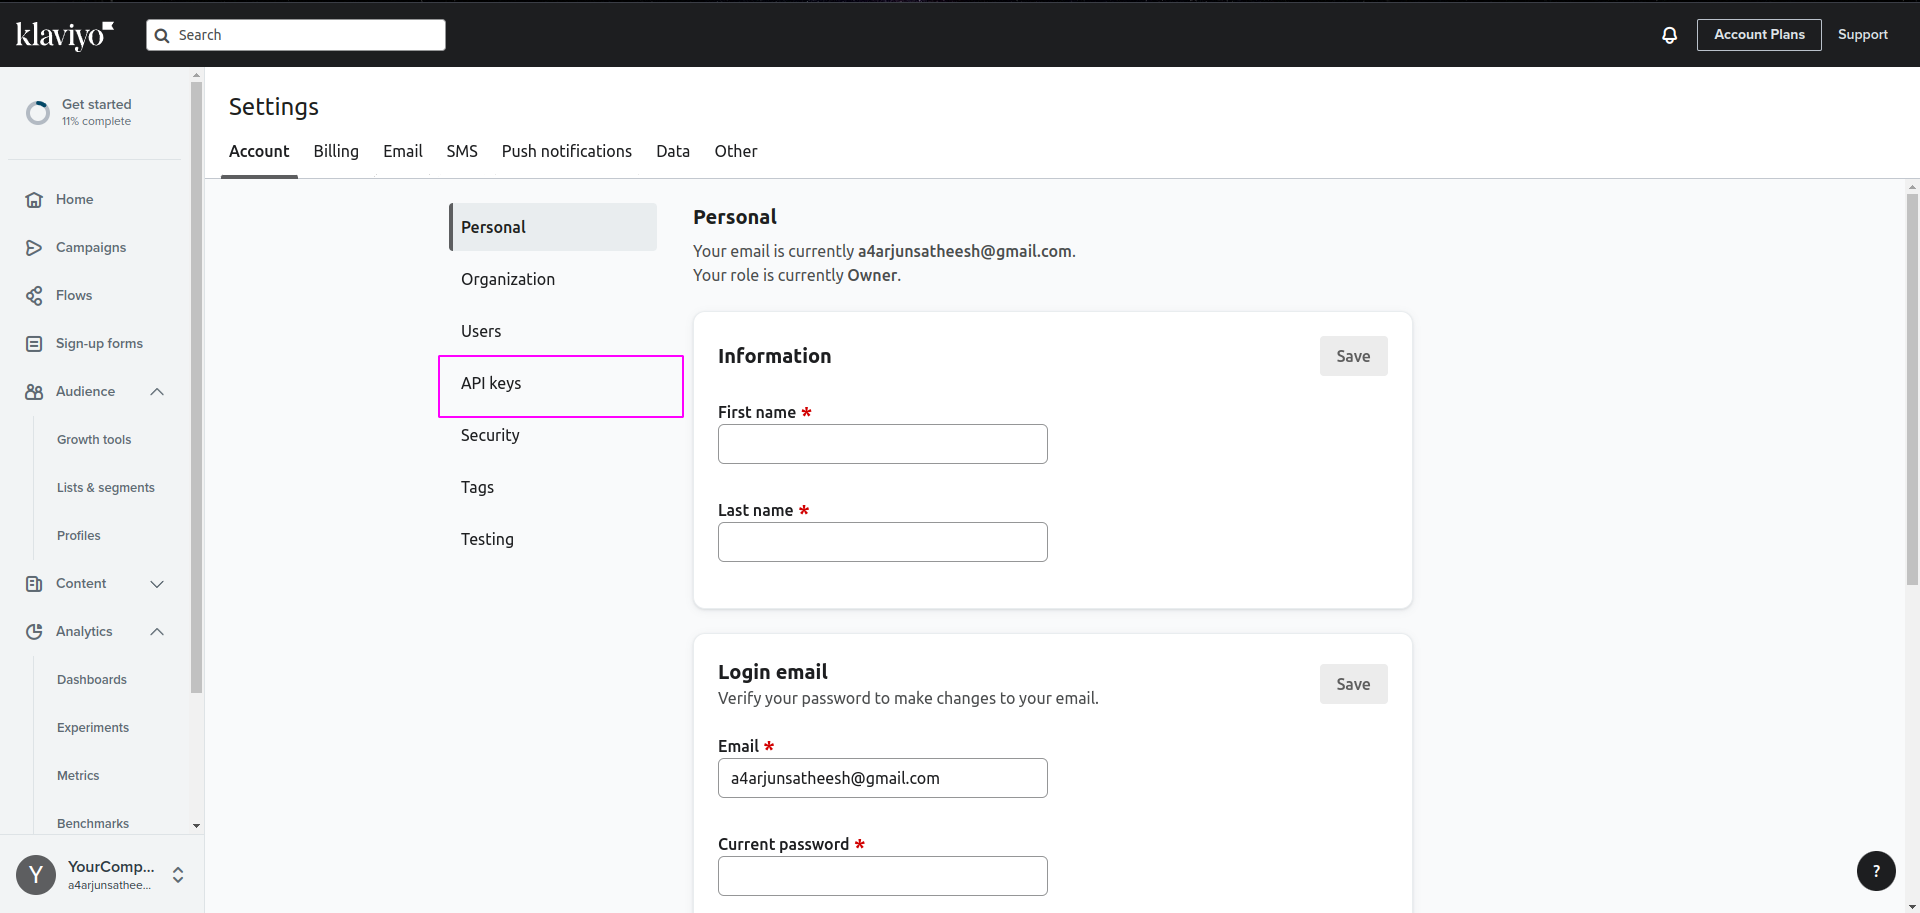 klaviyo
Search
Account Plans
Support
Get started
11% complete
Home
Campaigns
Flows
Sign-up forms
Audience
Growth tools
Lists & segments
Profiles
Content
Analytics
Dashboards
Experiments
Metrics
Benchmarks
YourComp...
a4arjunsathee...
Settings
Account Billing Email SMS Push notifications Data Other
Personal
Organization
Users
API keys
Security
Tags
Testing
Personal
Your email is currently a4arjunsatheesh@gmail.com.
Your role is currently Owner.
Information
Save
First name *
Last name *
Login email
Save
Verify your password to make changes to your email.
Email *
a4arjunsatheesh@gmail.com
Current password *
?